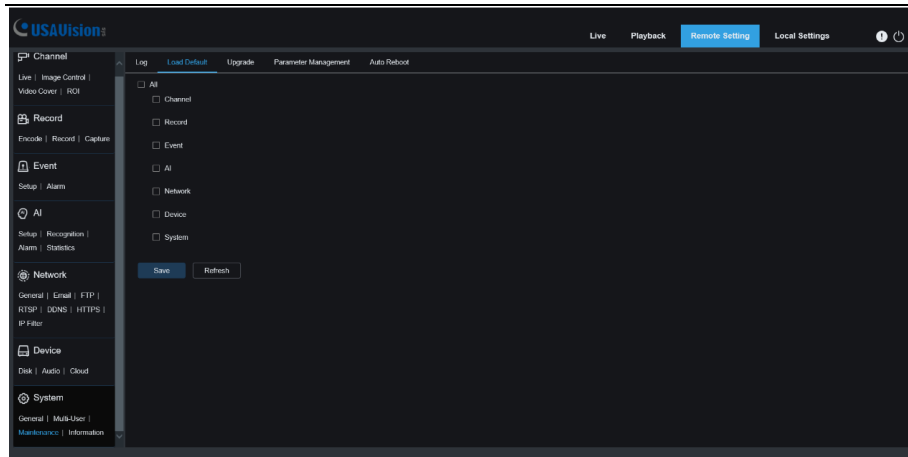 USAVision
Live Playback Remote Setting Local Settings
Channel
Live | Image Control |
Video Cover | ROI
Record
Encode | Record | Capture
Event
Setup | Alarm
AI
Setup | Recognition |
Alarm | Statistics
Network
General | Email | FTP |
RTSP | DDNS | HTTPS |
IP Filter
Device
Disk | Audio | Cloud
System
General | Multi-User |
Maintenance | Information
Log Load Default Upgrade Parameter Management Auto Reboot
All
Channel
Record
Event
AI
Network
Device
System
Save Refresh